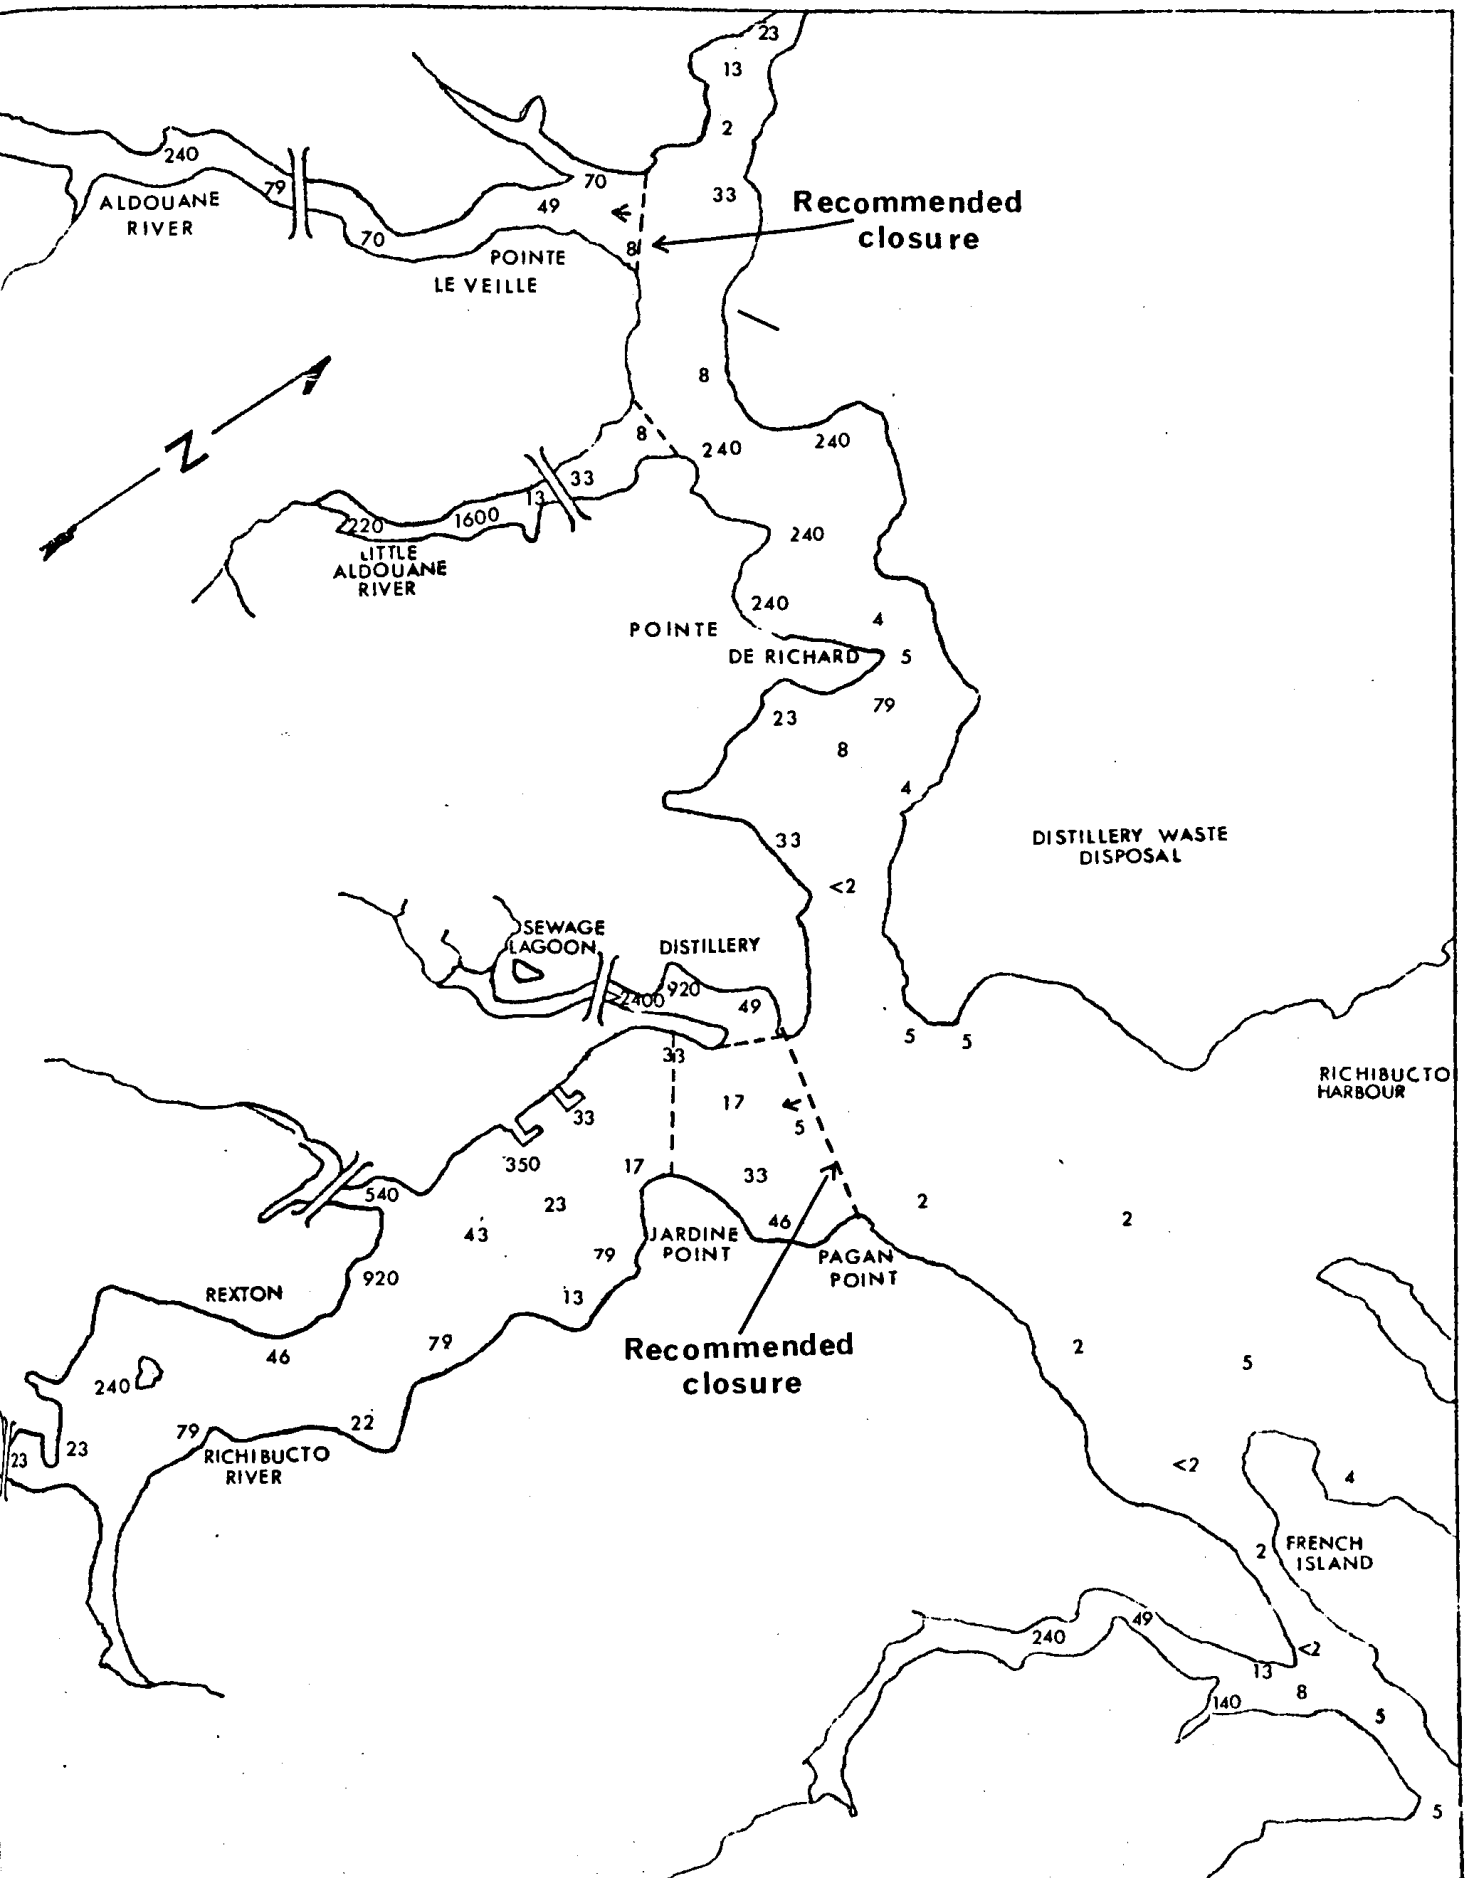 23
13
2
240
79
70
49
33
ALDOUANE
RIVER
Recommended
closure
70
8
POINTE
LE VEILLE
8
N
8
240
240
33
13
220
1600
240
LITTLE
ALDOUANE
RIVER
240
4
POINTE
DE RICHARD
5
23
79
8
4
33
DISTILLERY WASTE
DISPOSAL
<2
SEWAGE
LAGOON
DISTILLERY
920
2400
49
5
5
33
RICHIBUCTO
HARBOUR
17
33
5
350
17
33
540
23
2
2
43
46
JARDINE
POINT
79
PAGAN
POINT
920
REXTON
13
79
Recommended
closure
2
5
46
240
22
79
23
23
RICHIBUCTO
RIVER
<2
4
2
FRENCH
ISLAND
49
240
<2
13
8
140
5
5